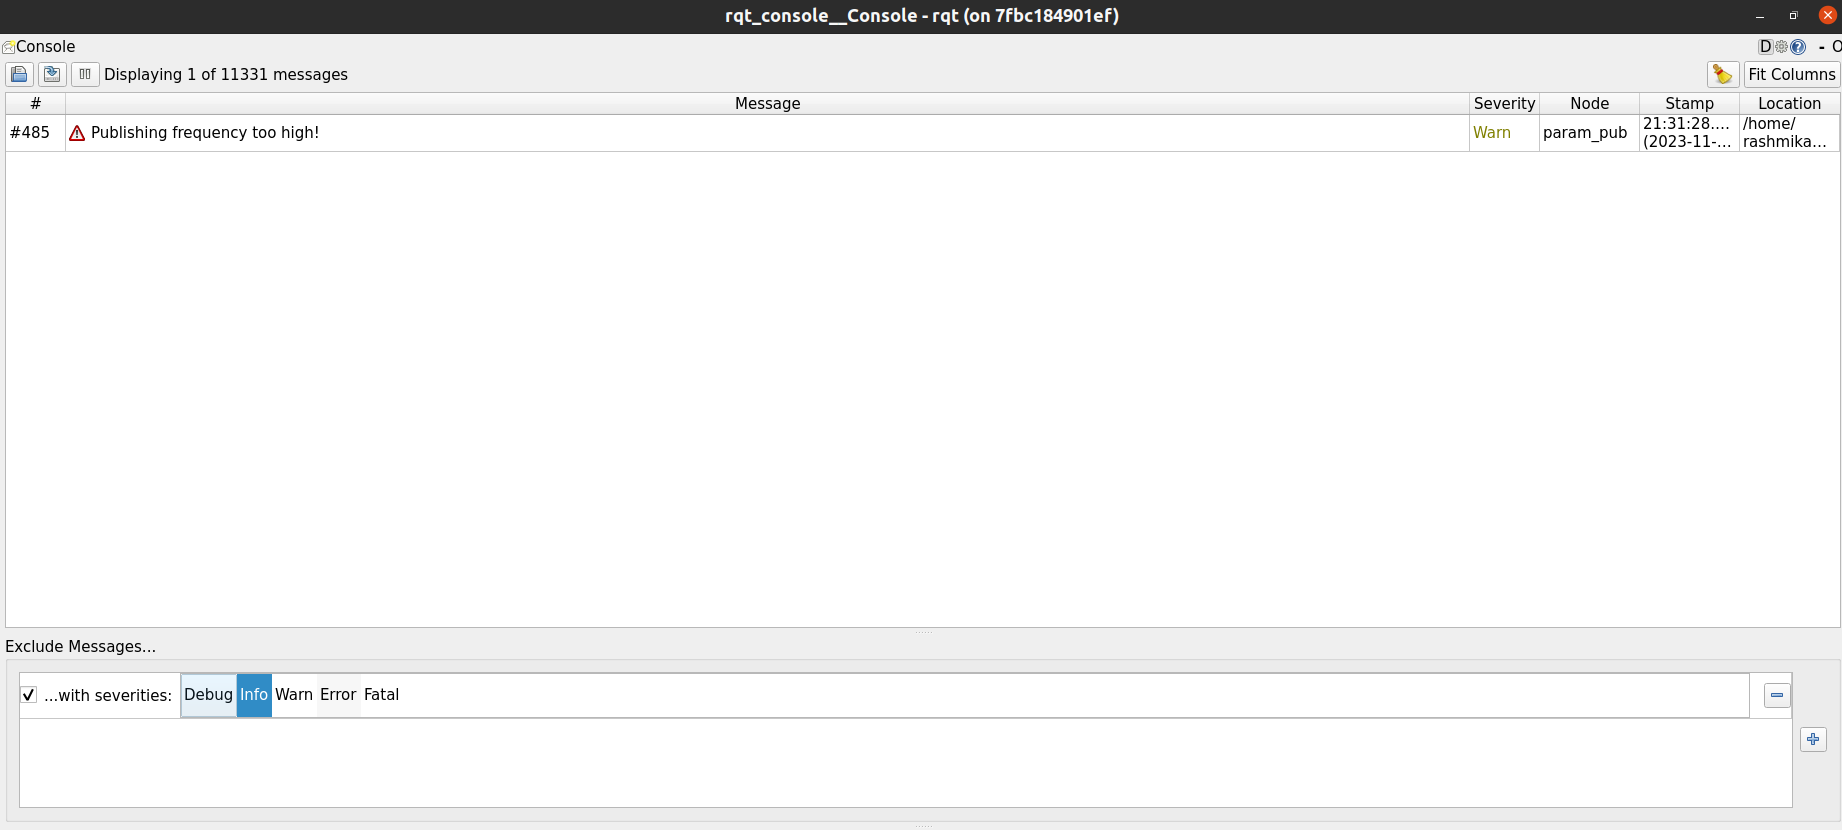 rqt_console__Console - rqt (on 7fbc184901ef)
Console
D
- O
Displaying 1 of 11331 messages
Fit Columns
# Message Severity Node Stamp Location
#485 Publishing frequency too high! Warn param_pub 21:31:28.... /home/
(2023-11-... rashmika...
Exclude Messages...
...with severities: Debug Info Warn Error Fatal